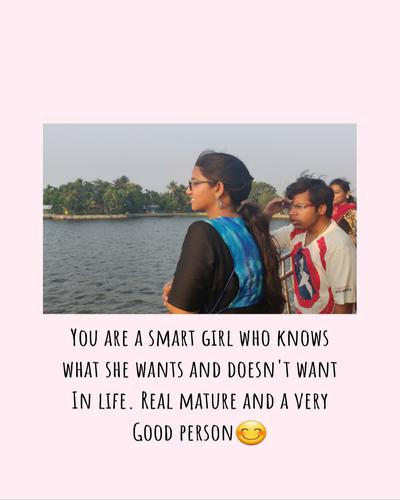 You are a smart girl who knows
what she wants and doesn't want
In life. Real mature and a very
Good person😊